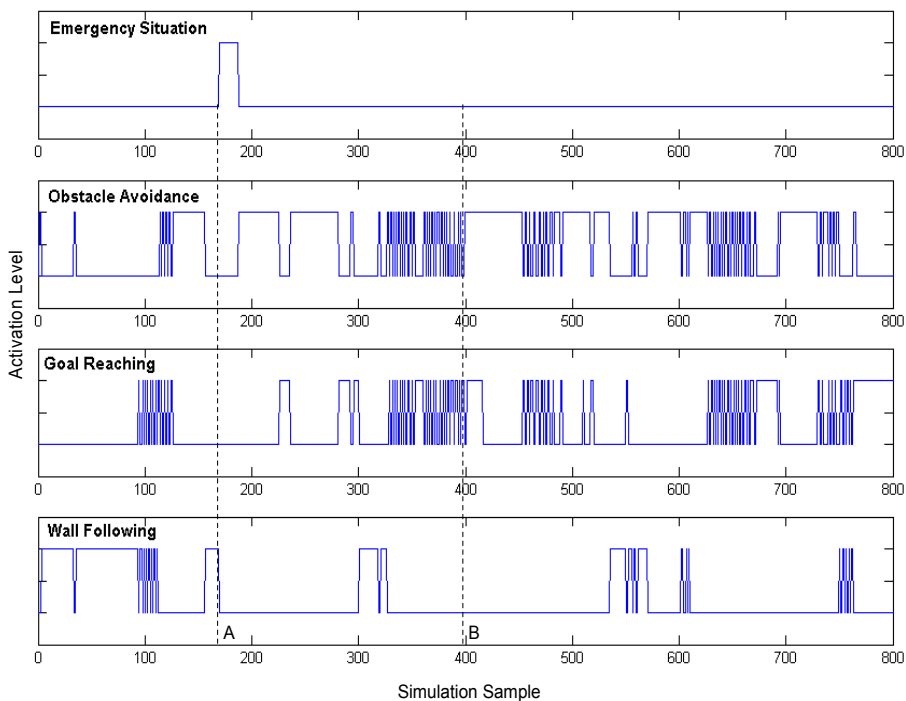 Emergency Situation
0 100 200 300 400 500 600 700 800
Obstacle Avoidance
0 100 200 300 400 500 600 700 800
Activation Level
Goal Reaching
0 100 200 300 400 500 600 700 800
Wall Following
A B
0 100 200 300 400 500 600 700 800
Simulation Sample